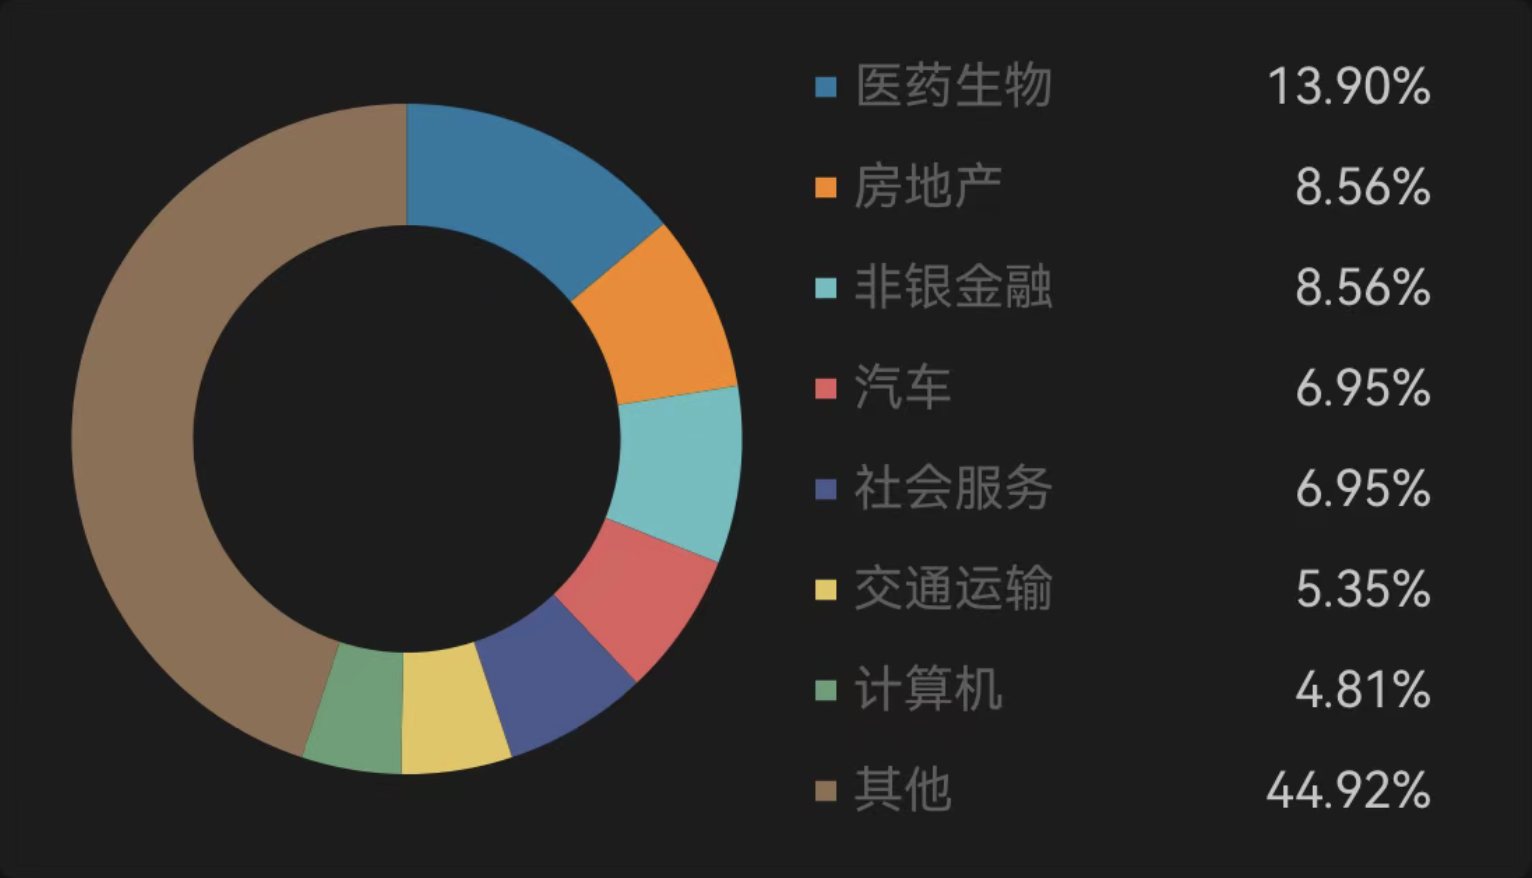 医药生物 13.90%
房地产 8.56%
非银金融 8.56%
汽车 6.95%
社会服务 6.95%
交通运输 5.35%
计算机 4.81%
其他 44.92%